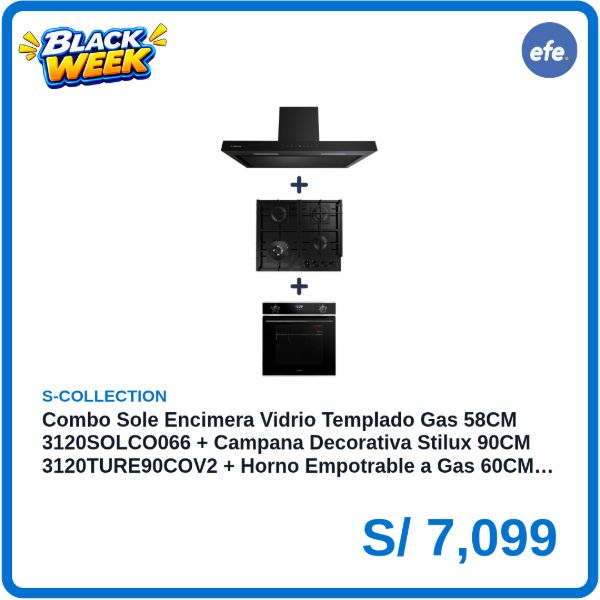 BLACK
WEEK
efe.
S-COLLECTION
Combo Sole Encimera Vidrio Templado Gas 58CM
3120SOLCO066 + Campana Decorativa Stilux 90CM
3120TURE90COV2 + Horno Empotrable a Gas 60CM…
S/ 7,099